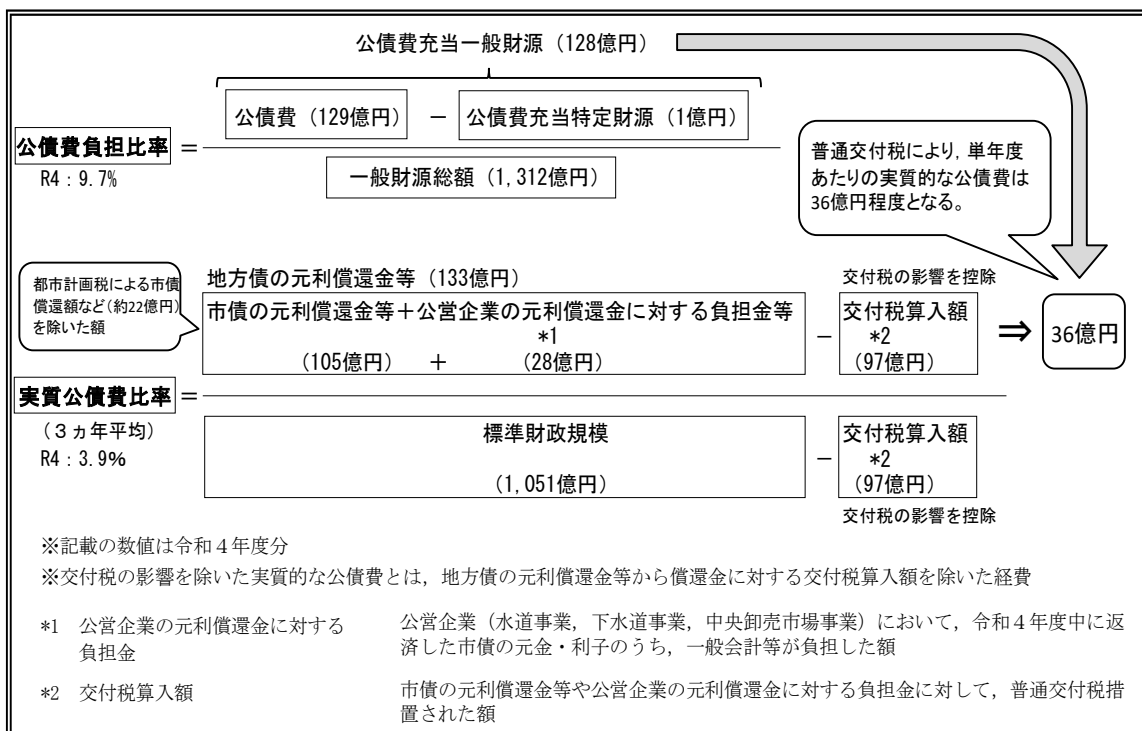 公債費充当一般財源（128億円）
公債費（129億円） － 公債費充当特定財源（1億円）
公債費負担比率 ＝
R4：9.7%
一般財源総額（1,312億円）
普通交付税により，単年度
あたりの実質的な公債費は
36億円程度となる。
都市計画税による市債
償還額など（約22億円）
を除いた額
地方債の元利償還金等（133億円）
市債の元利償還金等＋公営企業の元利償還金に対する負担金等
*1
（105億円） ＋ （28億円）
－
交付税の影響を控除
交付税算入額
*2
（97億円）
⇒ 36億円
実質公債費比率 ＝
（３ヵ年平均）
R4：3.9%
標準財政規模
（1,051億円）
－
交付税算入額
*2
（97億円）
交付税の影響を控除
※記載の数値は令和４年度分
※交付税の影響を除いた実質的な公債費とは，地方債の元利償還金等から償還金に対する交付税算入額を除いた経費
*1 公営企業の元利償還金に対する
負担金
公営企業（水道事業，下水道事業，中央卸売市場事業）において，令和４年度中に返
済した市債の元金・利子のうち，一般会計等が負担した額
*2 交付税算入額
市債の元利償還金等や公営企業の元利償還金に対する負担金に対して，普通交付税措
置された額